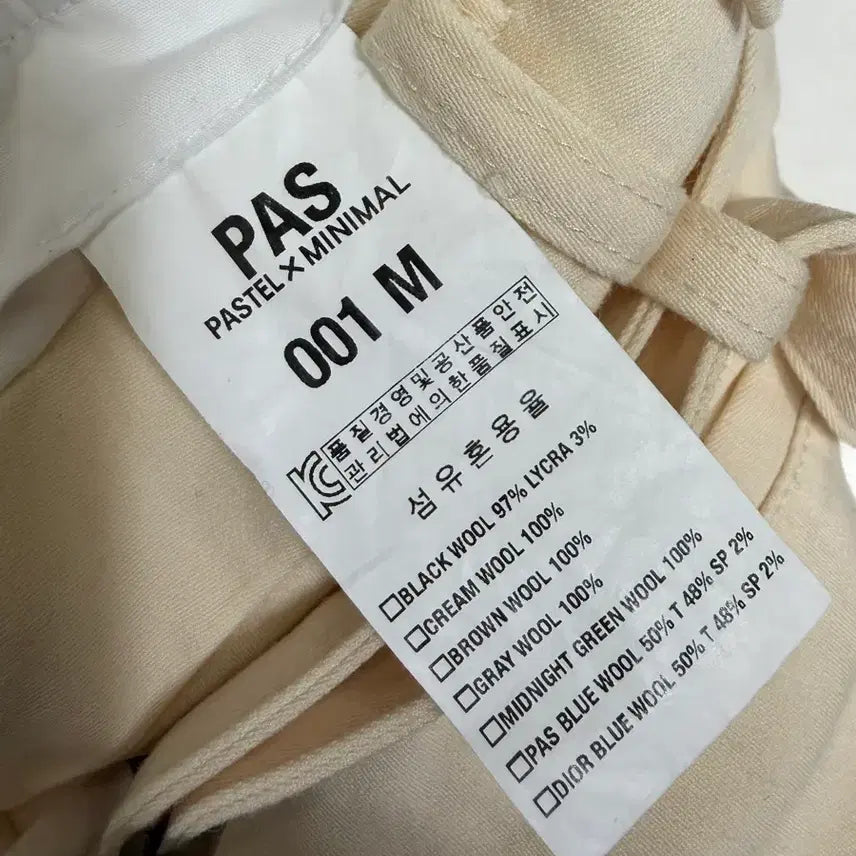 PAS
PASTEL×MINIMAL
001 M
품질경영및공산품안전
관리법에의한품질표시
섬유혼용율
☐BLACK WOOL 97% LYCRA 3%
☐CREAM WOOL 100%
☐BROWN WOOL 100%
☐GRAY WOOL 100%
☐MIDNIGHT GREEN WOOL 100%
☐PAS BLUE WOOL 50% T 48% SP 2%
☐DIOR BLUE WOOL 50% T 48% SP 2%